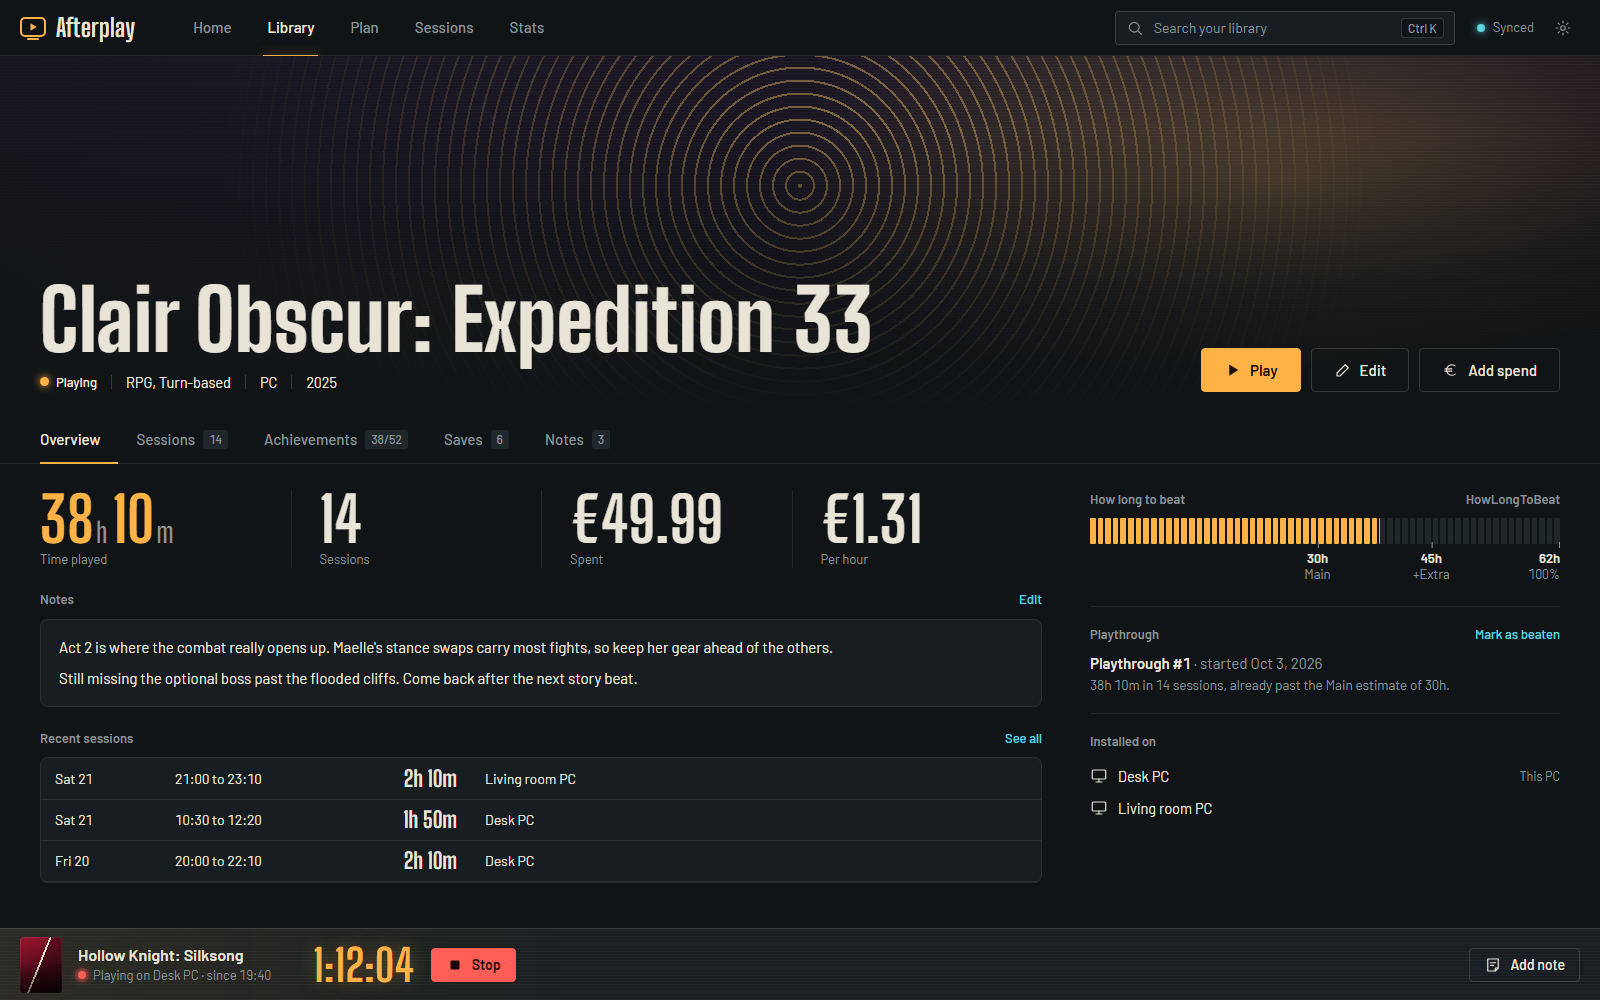 Afterplay
Home Library Plan Sessions Stats
Search your library Ctrl K
Synced
Clair Obscur: Expedition 33
Playing RPG, Turn-based PC 2025
Play Edit Add spend
Overview Sessions 14 Achievements 38/52 Saves 6 Notes 3
38h 10m
Time played
14
Sessions
€49.99
Spent
€1.31
Per hour
How long to beat HowLongToBeat
30h 45h 62h
Main +Extra 100%
Notes Edit
Act 2 is where the combat really opens up. Maelle's stance swaps carry most fights, so keep her gear ahead of the others.
Still missing the optional boss past the flooded cliffs. Come back after the next story beat.
Playthrough Mark as beaten
Playthrough #1 · started Oct 3, 2026
38h 10m in 14 sessions, already past the Main estimate of 30h.
Recent sessions See all
Sat 21 21:00 to 23:10 2h 10m Living room PC
Sat 21 10:30 to 12:20 1h 50m Desk PC
Fri 20 20:00 to 22:10 2h 10m Desk PC
Installed on
Desk PC This PC
Living room PC
Hollow Knight: Silksong
Playing on Desk PC · since 19:40
1:12:04
Stop
Add note